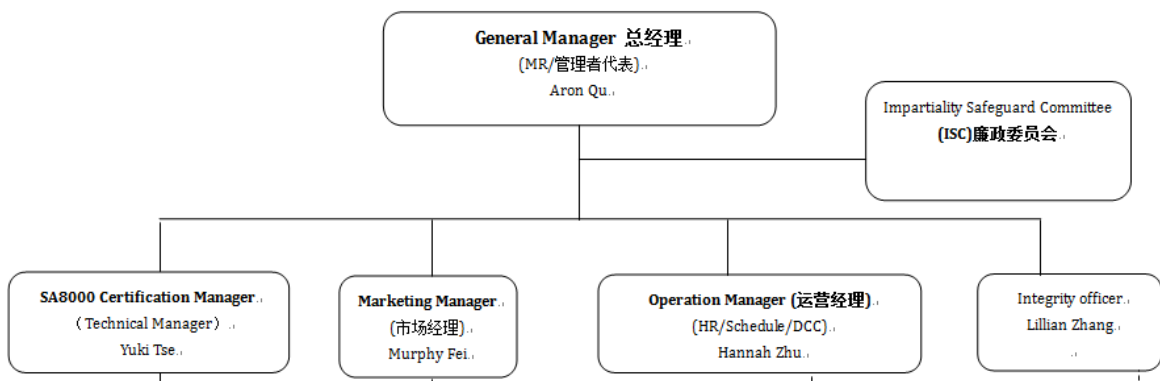 General Manager 总经理
(MR/管理者代表)
Aron Qu
Impartiality Safeguard Committee
(ISC)廉政委员会
SA8000 Certification Manager
（Technical Manager）
Yuki Tse
Marketing Manager
(市场经理)
Murphy Fei
Operation Manager (运营经理)
(HR/Schedule/DCC)
Hannah Zhu
Integrity officer
Lillian Zhang